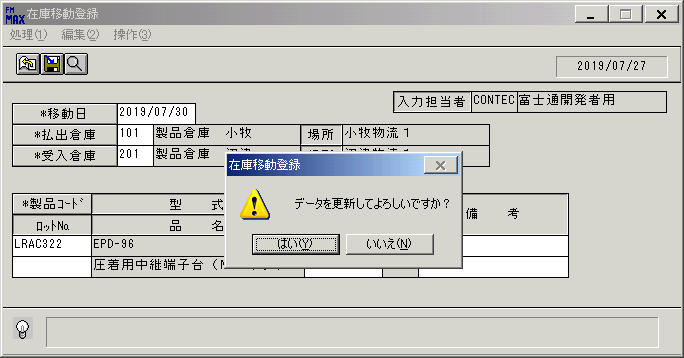 FM MAX 在庫移動登録
処理(1) 編集(2) 操作(3)
2019/07/27
入力担当者 CONTEC 富士通開発者用
*移動日 2019/07/30
*払出倉庫 101 製品倉庫 小牧 場所 小牧物流1
*受入倉庫 201 製品倉庫
在庫移動登録
*製品コード 型 式
データを更新してよろしいですか?
備 考
ロットNo. 品 名
LRAC322 EPD-96
はい(Y) いいえ(N)
圧着用中継端子台